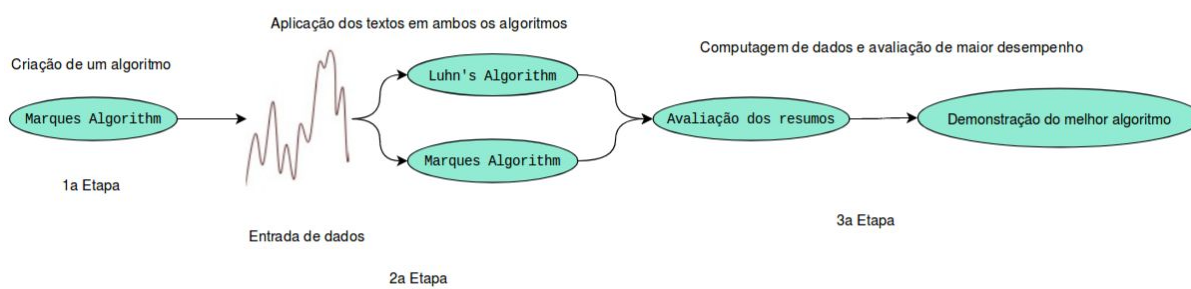 Criação de um algoritmo
Marques Algorithm
1a Etapa
Aplicação dos textos em ambos os algoritmos
Entrada de dados
Luhn's Algorithm
Marques Algorithm
2a Etapa
Computagem de dados e avaliação de maior desempenho
Avaliação dos resumos
Demonstração do melhor algoritmo
3a Etapa